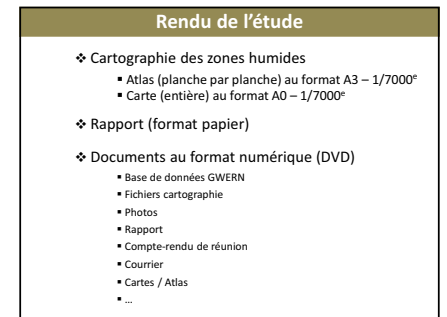 Rendu de l’étude
❖ Cartographie des zones humides
▪ Atlas (planche par planche) au format A3 – 1/7000ᵉ
▪ Carte (entière) au format A0 – 1/7000ᵉ
❖ Rapport (format papier)
❖ Documents au format numérique (DVD)
▪ Base de données GWERN
▪ Fichiers cartographie
▪ Photos
▪ Rapport
▪ Compte-rendu de réunion
▪ Courrier
▪ Cartes / Atlas
▪ …